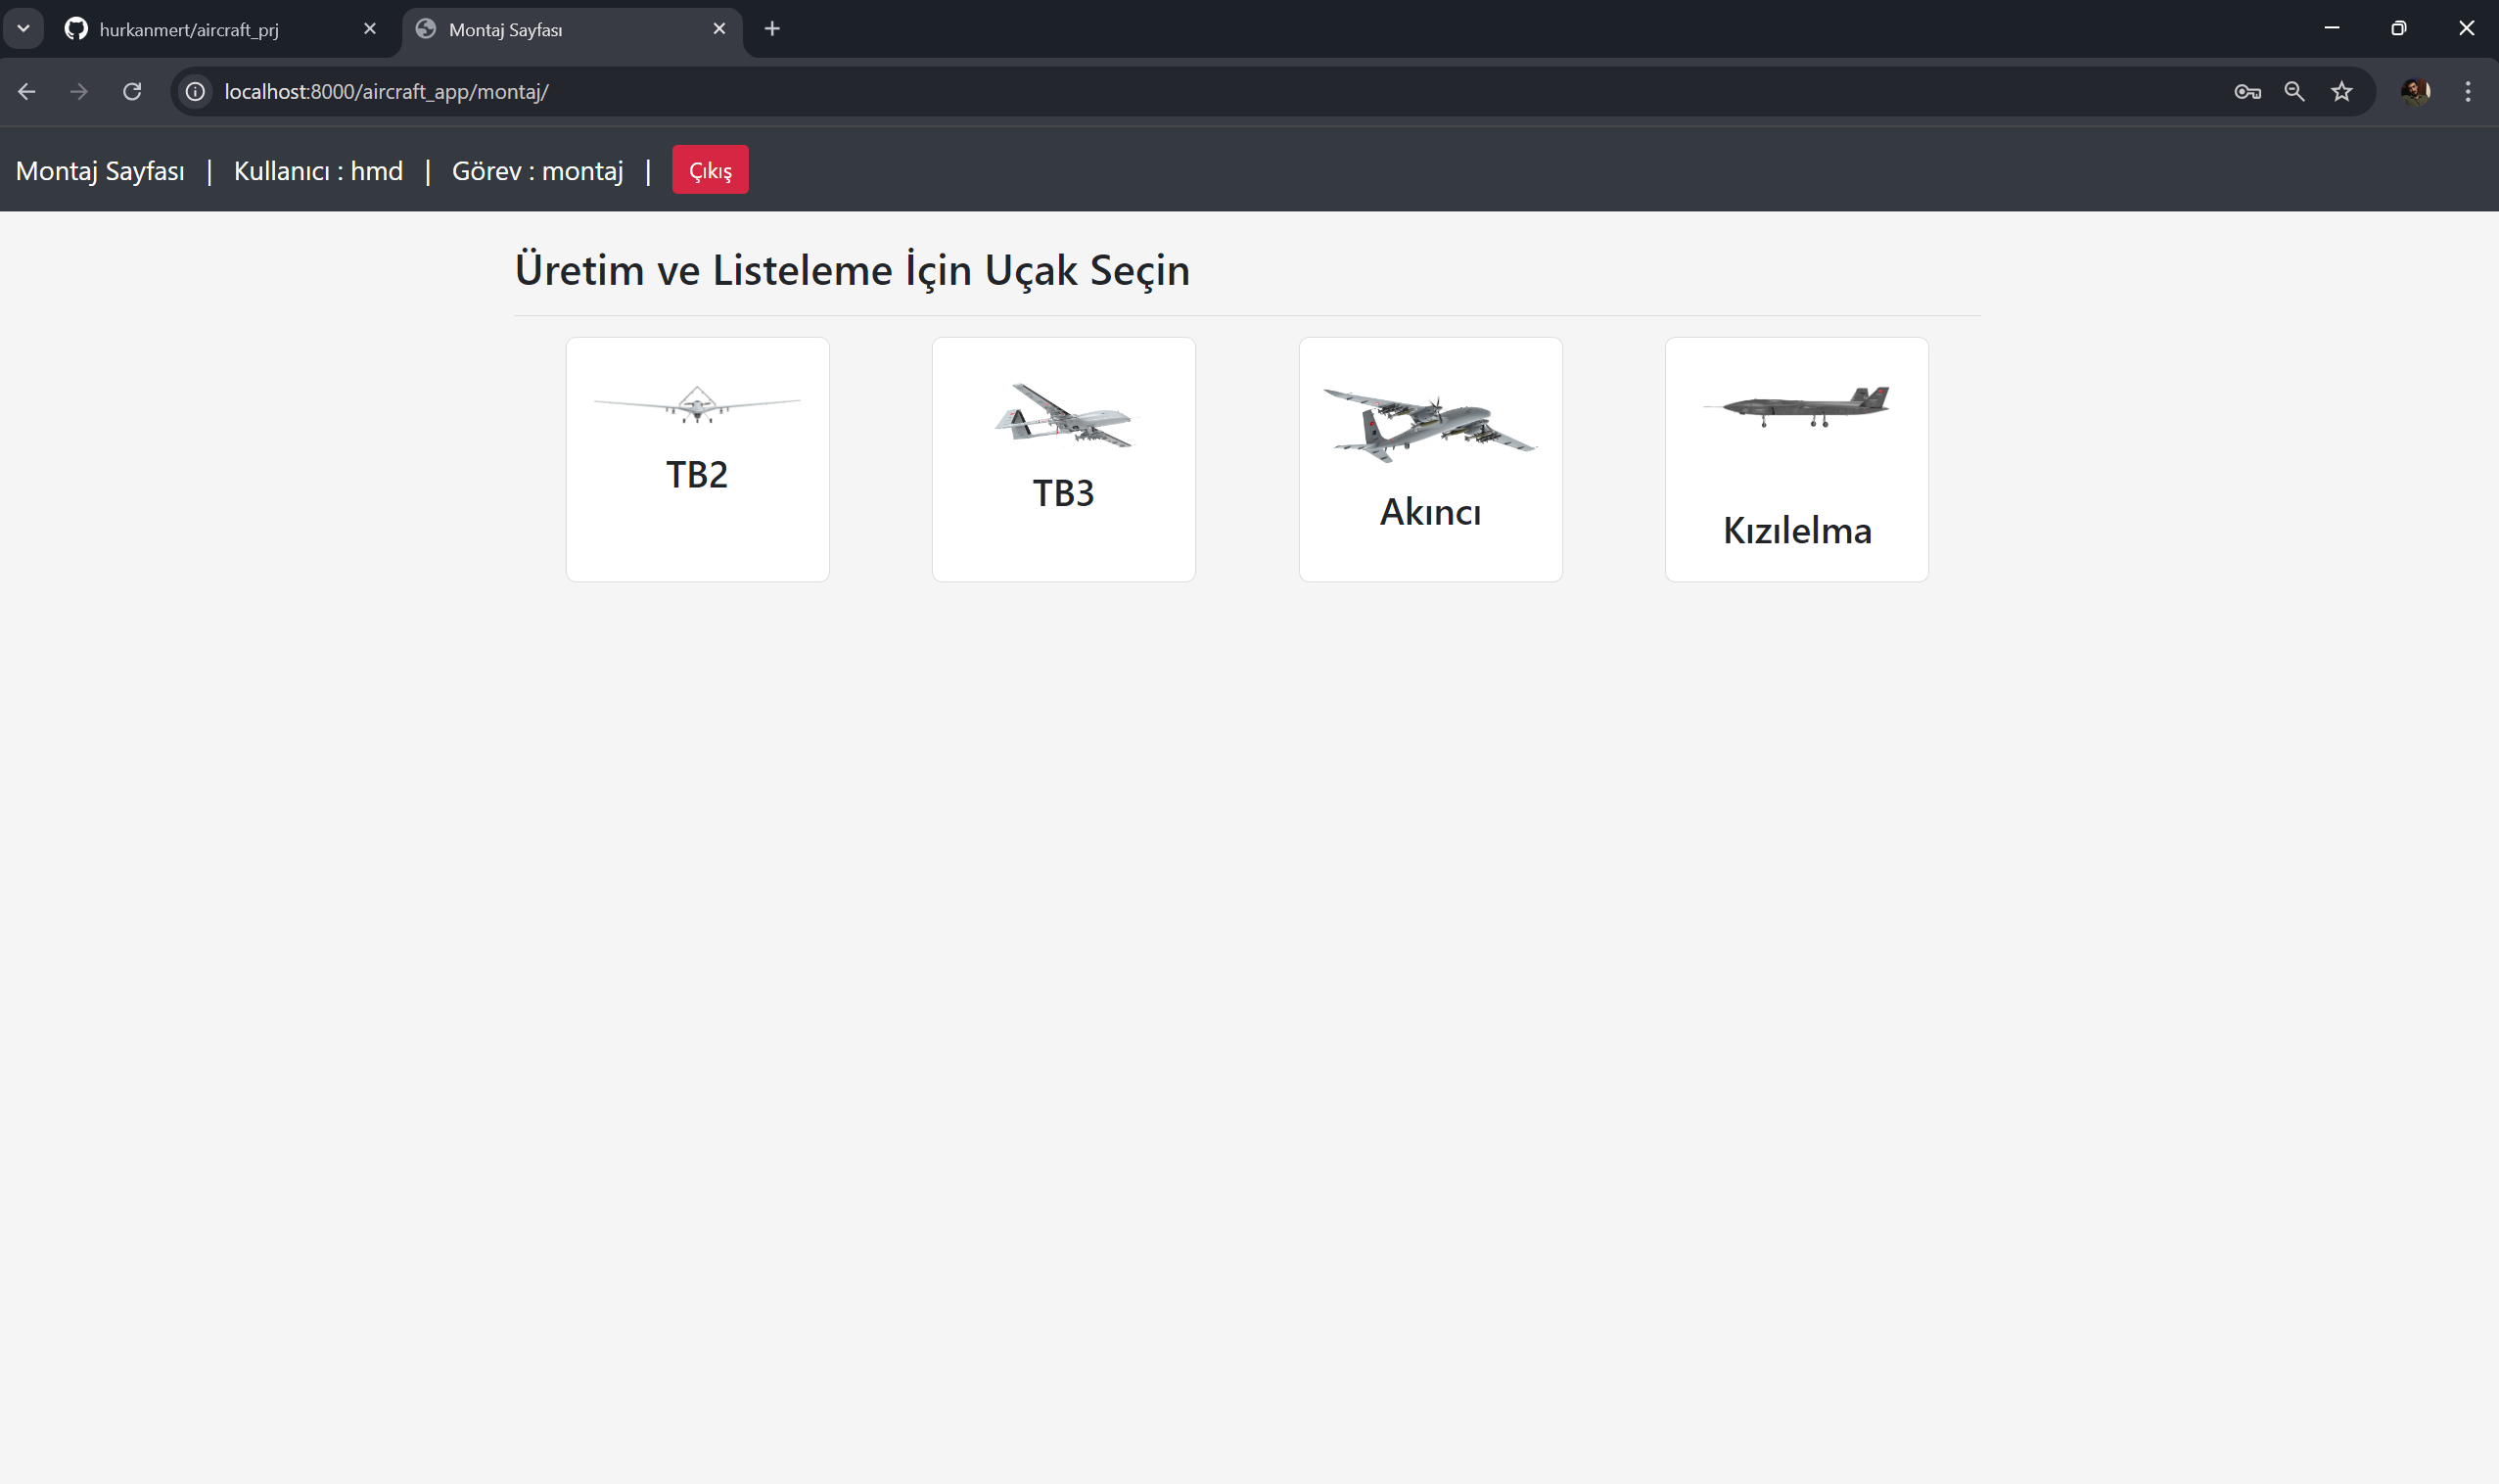 hurkanmert/aircraft_prj
Montaj Sayfası
localhost:8000/aircraft_app/montaj/
Montaj Sayfası | Kullanıcı : hmd | Görev : montaj | Çıkış
Üretim ve Listeleme İçin Uçak Seçin
TB2
TB3
Akıncı
Kızılelma